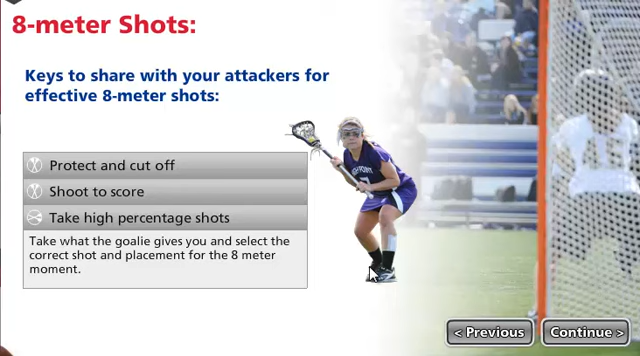 8-meter Shots:
Keys to share with your attackers for
effective 8-meter shots:
Protect and cut off
Shoot to score
Take high percentage shots
Take what the goalie gives you and select the
correct shot and placement for the 8 meter
moment.
< Previous
Continue >